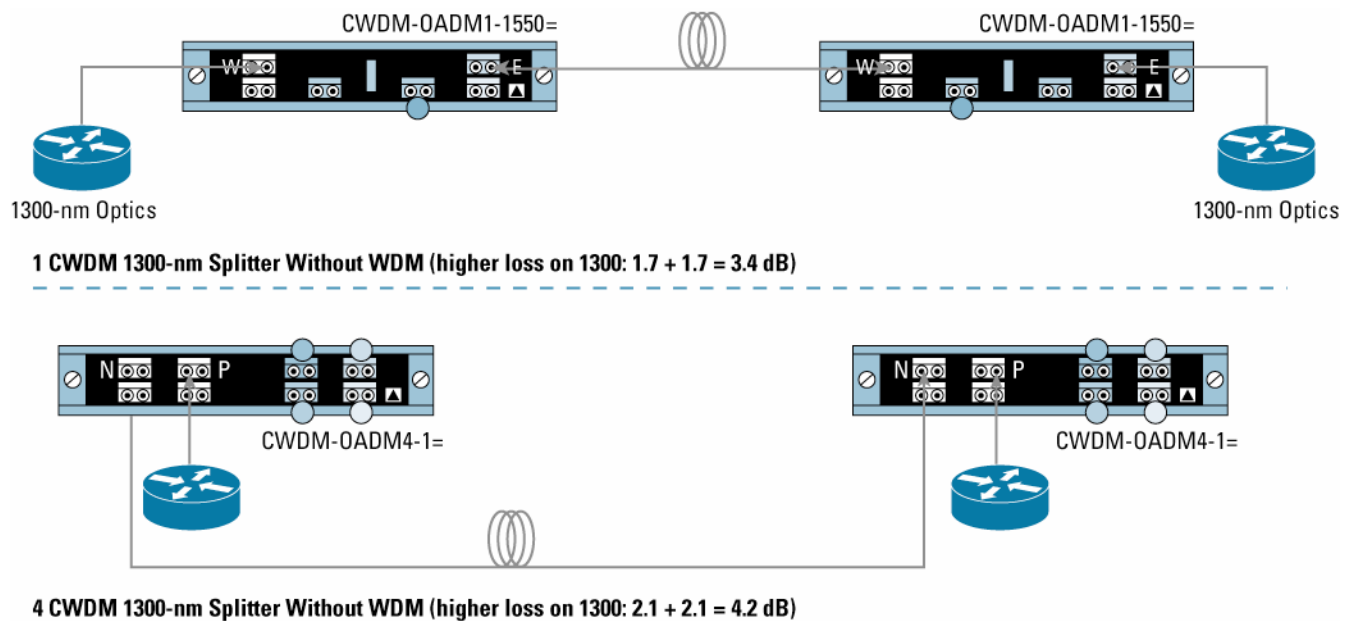 CWDM-OADM1-1550=
CWDM-OADM1-1550=
W E
W E
1300-nm Optics
1300-nm Optics
1 CWDM 1300-nm Splitter Without WDM (higher loss on 1300: 1.7 + 1.7 = 3.4 dB)
N P
N P
CWDM-OADM4-1=
CWDM-OADM4-1=
4 CWDM 1300-nm Splitter Without WDM (higher loss on 1300: 2.1 + 2.1 = 4.2 dB)